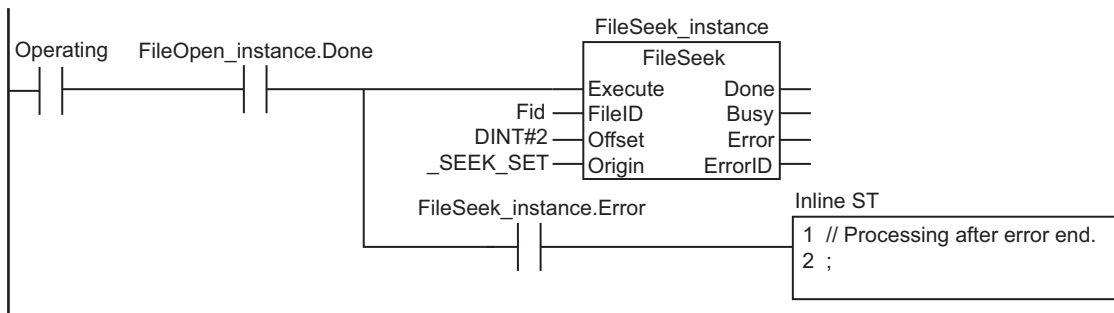 FileSeek_instance
Operating FileOpen_instance.Done FileSeek
Execute Done
Fid FileID Busy
DINT#2 Offset Error
_SEEK_SET Origin ErrorID
FileSeek_instance.Error Inline ST
1 // Processing after error end.
2 ;